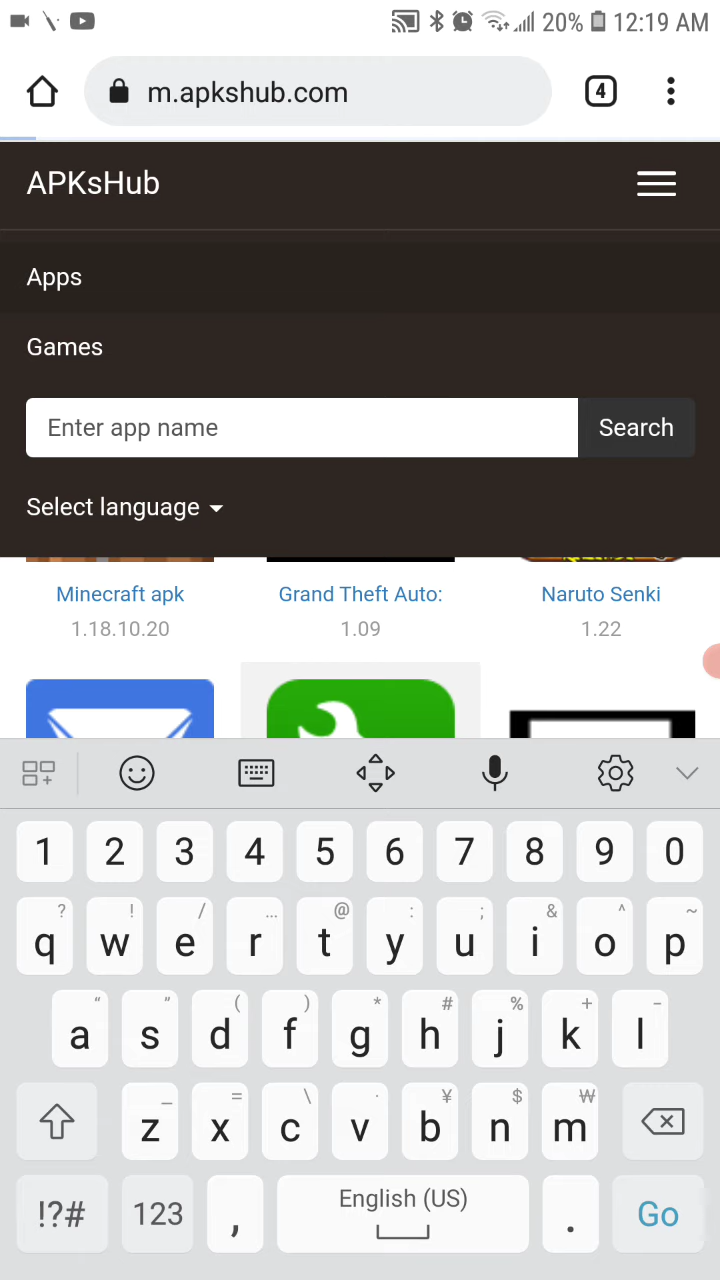 20% 12:19 AM
m.apkshub.com 4
APKsHub
Apps
Games
Enter app name Search
Select language
Minecraft apk Grand Theft Auto: Naruto Senki
1.18.10.20 1.09 1.22
1 2 3 4 5 6 7 8 9 0
? ! / ... @ : ; & ^ ~
q w e r t y u i o p
“ ” ( ) * # % + -
a s d f g h j k l
_ = \ · ¥ $ ₩
z x c v b n m
!?# 123 , English (US) . Go